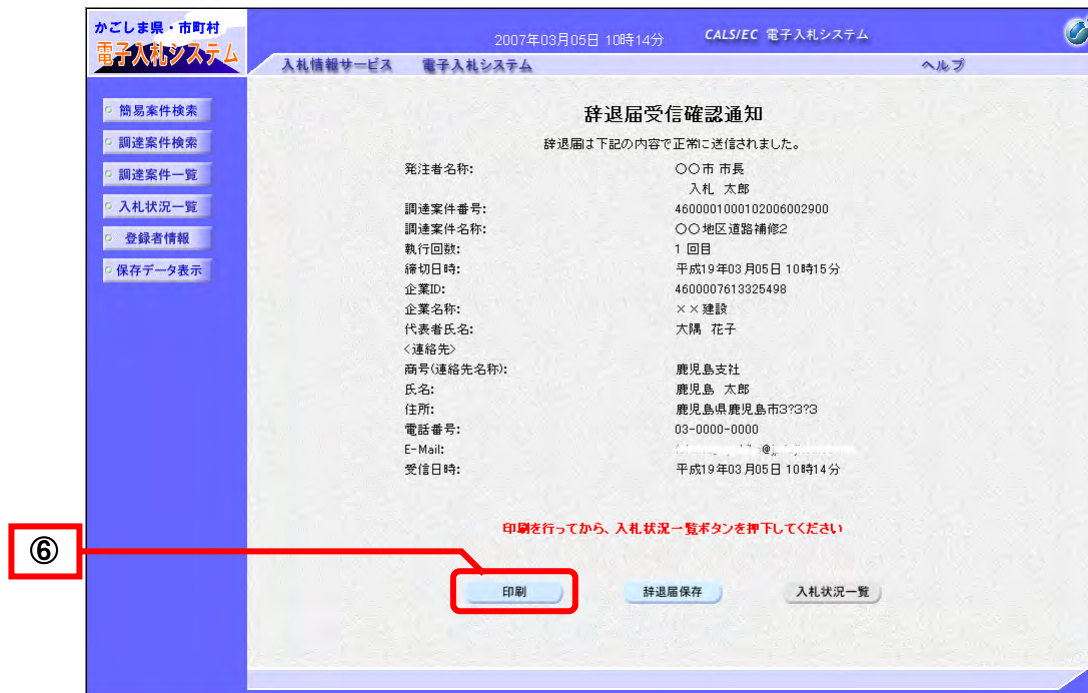 かごしま県・市町村
電子入札システム
2007年03月05日 10時14分
CALS/EC 電子入札システム
入札情報サービス 電子入札システム ヘルプ
簡易案件検索
調達案件検索
調達案件一覧
入札状況一覧
登録者情報
保存データ表示
辞退届受信確認通知
辞退届は下記の内容で正常に送信されました。
発注者名称: 〇〇市 市長
入札 太郎
調達案件番号: 4600001000102006002900
調達案件名称: 〇〇地区道路補修2
執行回数: 1 回目
締切日時: 平成19年03月05日 10時15分
企業ID: 4600007613325498
企業名称: ××建設
代表者氏名: 大隅 花子
<連絡先>
商号(連絡先名称): 鹿児島支社
氏名: 鹿児島 太郎
住所: 鹿児島県鹿児島市3?3?3
電話番号: 03-0000-0000
E-Mail: @
受信日時: 平成19年03月05日 10時14分
印刷を行ってから、入札状況一覧ボタンを押下してください
⑥
印刷 辞退届保存 入札状況一覧